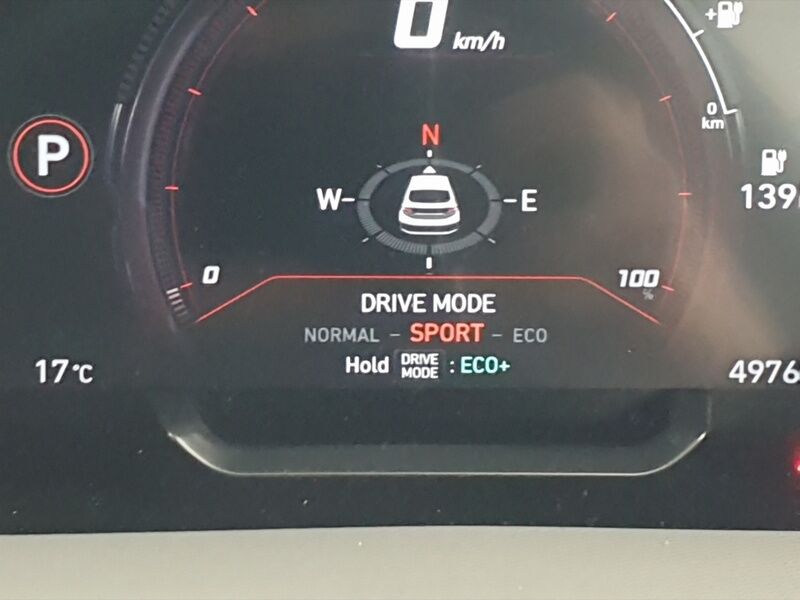 0 km/h
+
0
km
P
N
W
E
139
0
100
%
DRIVE MODE
NORMAL - SPORT - ECO
Hold DRIVE MODE : ECO+
17°C
4976